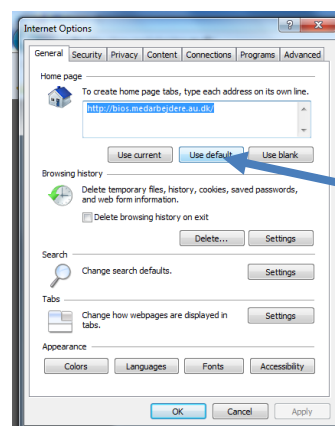 Internet Options
General Security Privacy Content Connections Programs Advanced
Home page
To create home page tabs, type each address on its own line.
http://bios.medarbejdere.au.dk/
Use current Use default Use blank
Browsing history
Delete temporary files, history, cookies, saved passwords,
and web form information.
Delete browsing history on exit
Delete... Settings
Search
Change search defaults. Settings
Tabs
Change how webpages are displayed in
tabs. Settings
Appearance
Colors Languages Fonts Accessibility
OK Cancel Apply